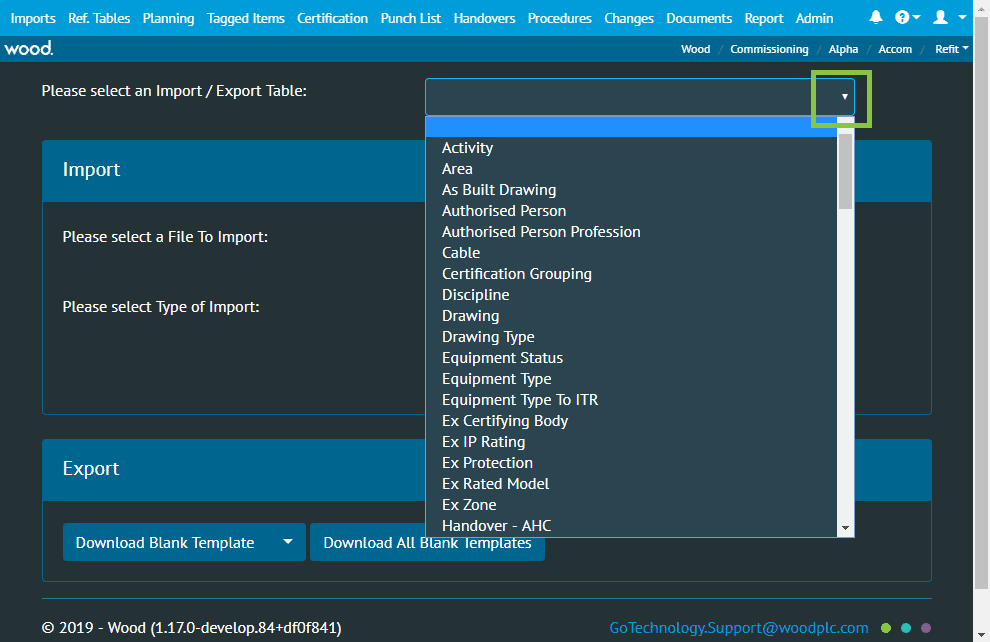 Imports Ref. Tables Planning Tagged Items Certification Punch List Handovers Procedures Changes Documents Report Admin
wood.
Wood / Commissioning / Alpha / Accom / Refit
Please select an Import / Export Table:
Activity
Area
As Built Drawing
Authorised Person
Authorised Person Profession
Cable
Certification Grouping
Discipline
Drawing
Drawing Type
Equipment Status
Equipment Type
Equipment Type To ITR
Ex Certifying Body
Ex IP Rating
Ex Protection
Ex Rated Model
Ex Zone
Handover - AHC
Import
Please select a File To Import:
Please select Type of Import:
Export
Download Blank Template
Download All Blank Templates
© 2019 - Wood (1.17.0-develop.84+df0f841)
GoTechnology.Support@woodplc.com